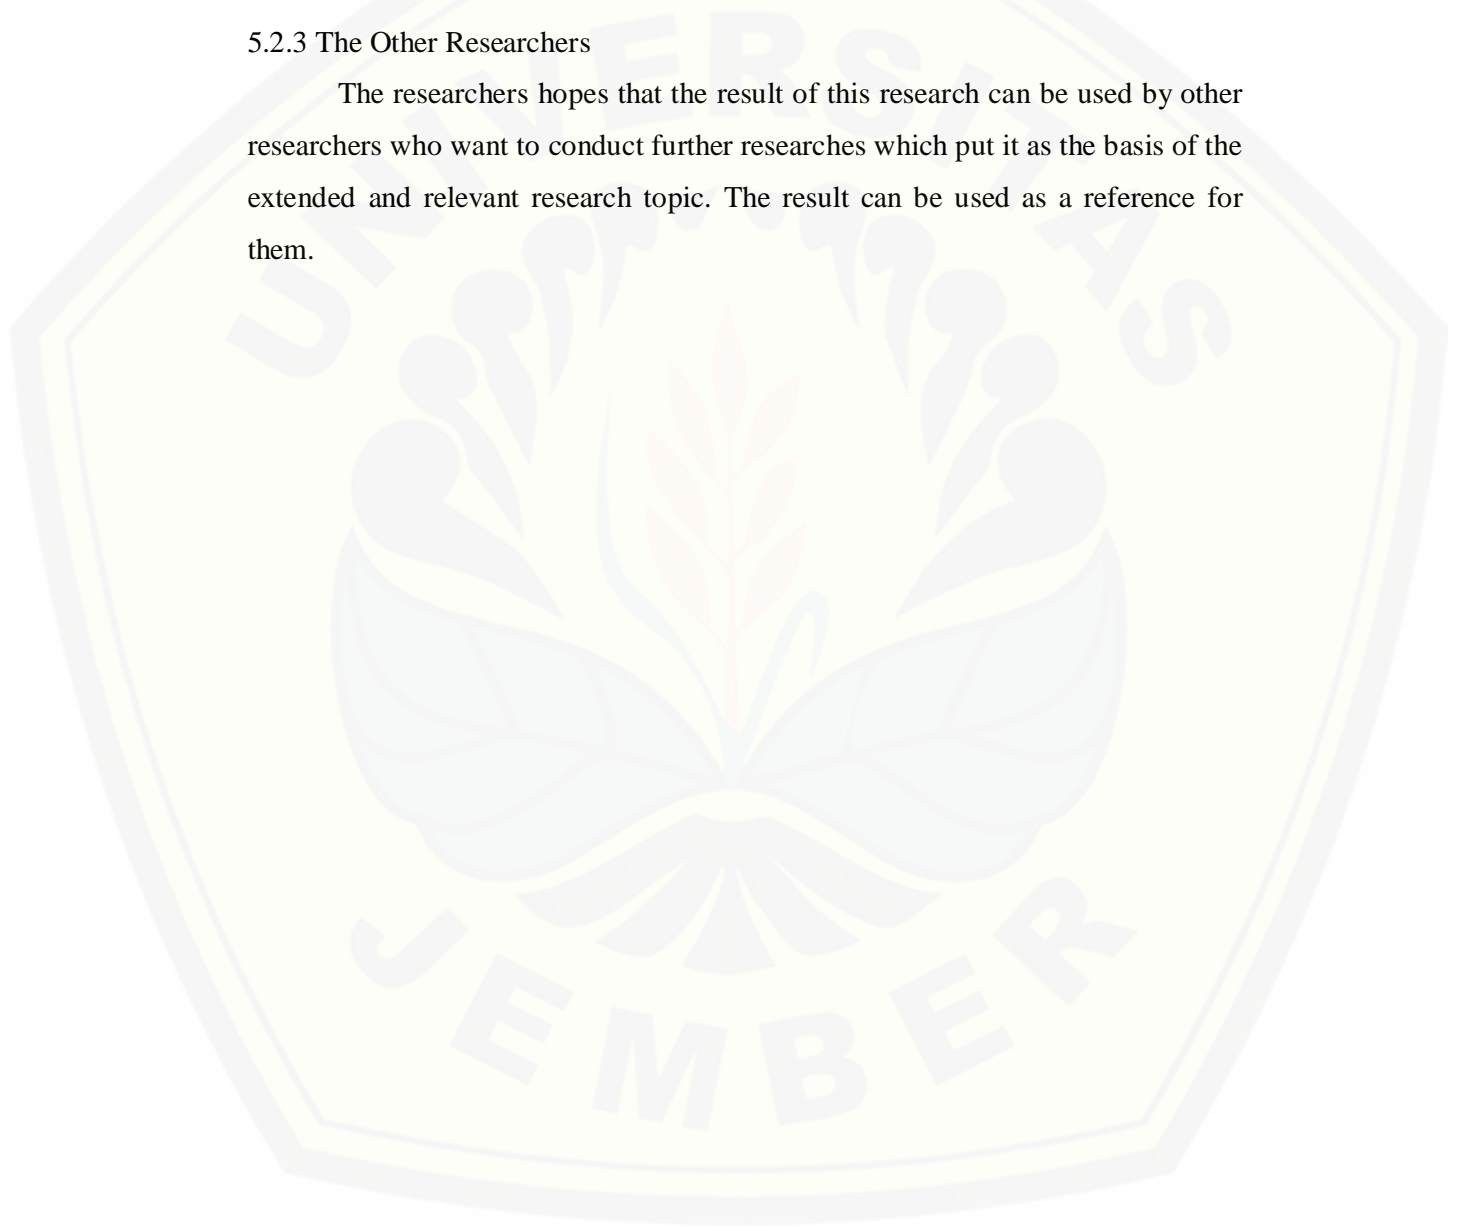 5.2.3 The Other Researchers
The researchers hopes that the result of this research can be used by other
researchers who want to conduct further researches which put it as the basis of the
extended and relevant research topic. The result can be used as a reference for
them.
UNIVERSITAS
JEMBER